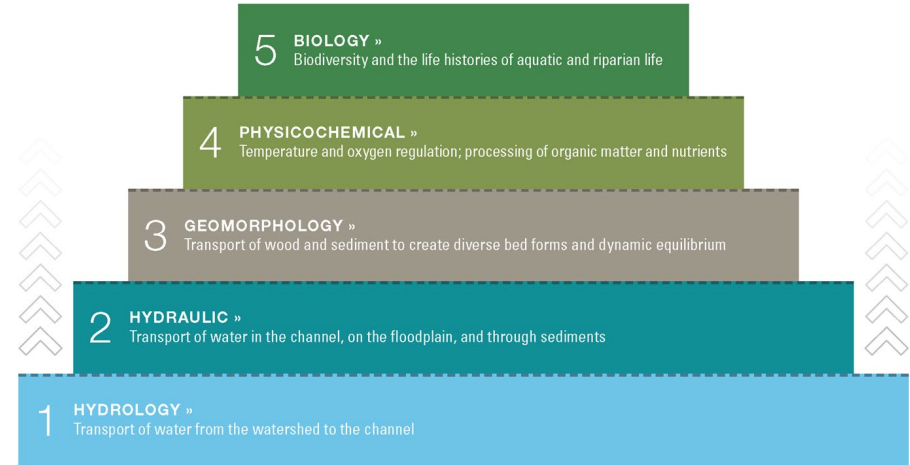 5 BIOLOGY »
Biodiversity and the life histories of aquatic and riparian life
4 PHYSICOCHEMICAL »
Temperature and oxygen regulation; processing of organic matter and nutrients
3 GEOMORPHOLOGY »
Transport of wood and sediment to create diverse bed forms and dynamic equilibrium
2 HYDRAULIC »
Transport of water in the channel, on the floodplain, and through sediments
1 HYDROLOGY »
Transport of water from the watershed to the channel